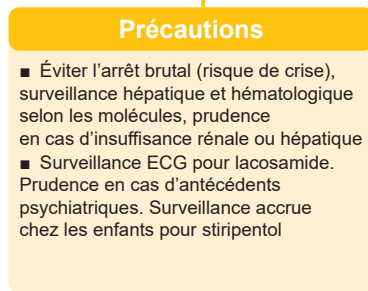 Précautions
■ Éviter l'arrêt brutal (risque de crise),
surveillance hépatique et hématologique
selon les molécules, prudence
en cas d'insuffisance rénale ou hépatique
■ Surveillance ECG pour lacosamide.
Prudence en cas d'antécédents
psychiatriques. Surveillance accrue
chez les enfants pour stiripentol